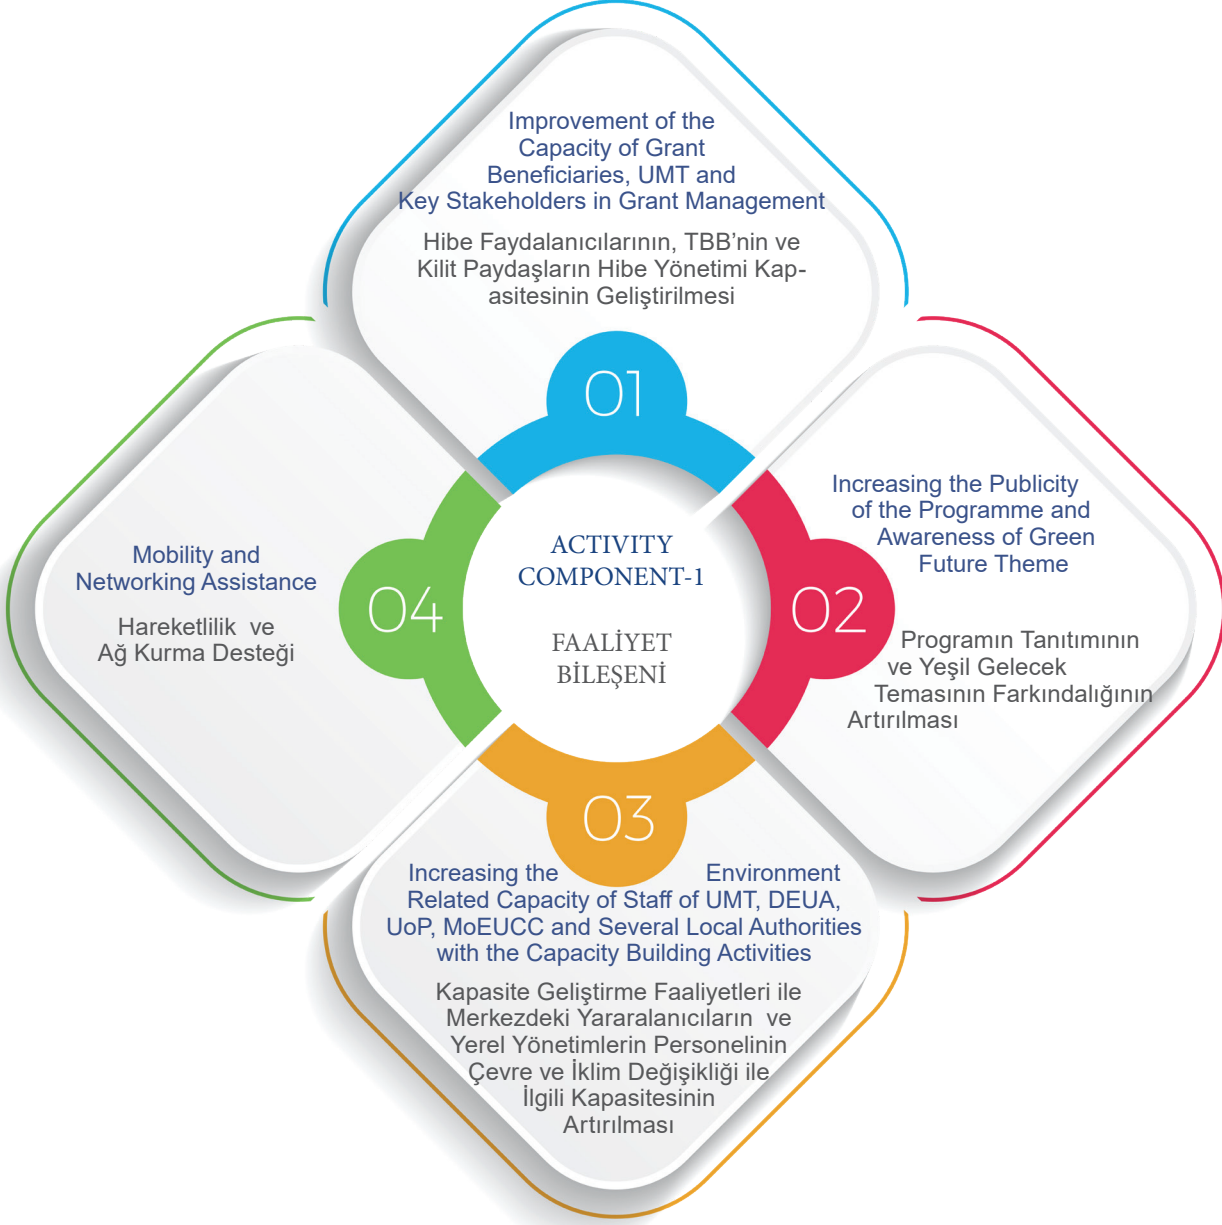 Improvement of the
Capacity of Grant
Beneficiaries, UMT and
Key Stakeholders in Grant Management
Hibe Faydalanıcılarının, TBB’nin ve
Kilit Paydaşların Hibe Yönetimi Kap-
asitesinin Geliştirilmesi
01
Increasing the Publicity
of the Programme and
Awareness of Green
Future Theme
02
Programın Tanıtımının
ve Yeşil Gelecek
Temasının Farkındalığının
Artırılması
ACTIVITY
COMPONENT-1
FAALİYET
BİLEŞENİ
03
Increasing the Environment
Related Capacity of Staff of UMT, DEUA,
UoP, MoEUCC and Several Local Authorities
with the Capacity Building Activities
Kapasite Geliştirme Faaliyetleri ile
Merkezdeki Yararalanıcıların ve
Yerel Yönetimlerin Personelinin
Çevre ve İklim Değişikliği ile
İlgili Kapasitesinin
Artırılması
Mobility and
Networking Assistance
04
Hareketlilik ve
Ağ Kurma Desteği